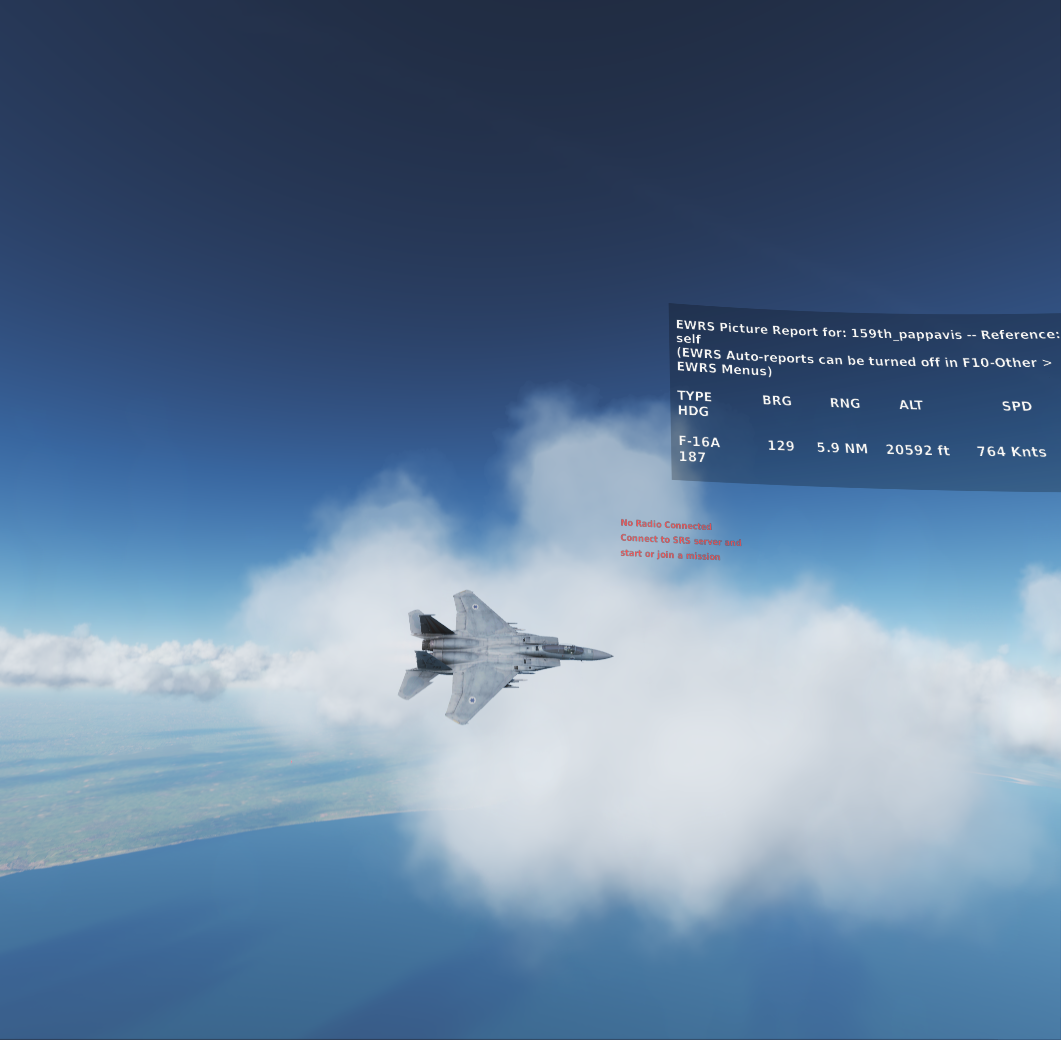 EWRS Picture Report for: 159th_pappavis -- Reference:
self
(EWRS Auto-reports can be turned off in F10-Other >
EWRS Menus)
TYPE BRG RNG ALT SPD
HDG
F-16A 129 5.9 NM 20592 ft 764 Knts
187
No Radio Connected
Connect to SRS server and
start or join a mission